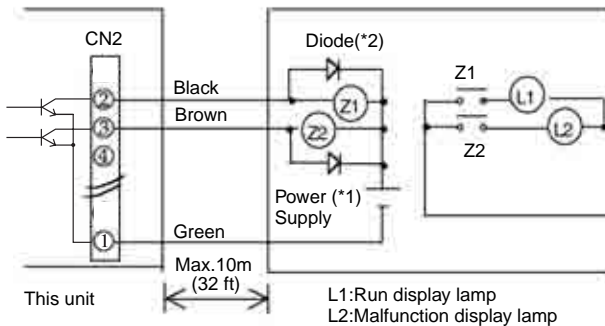 CN2
Diode(*2)
Black
②
Z1
Z1
L1
Brown
③
Z2
Z2
L2
④
Power (*1)
Supply
①
Green
This unit
Max.10m
(32 ft)
L1:Run display lamp
L2:Malfunction display lamp